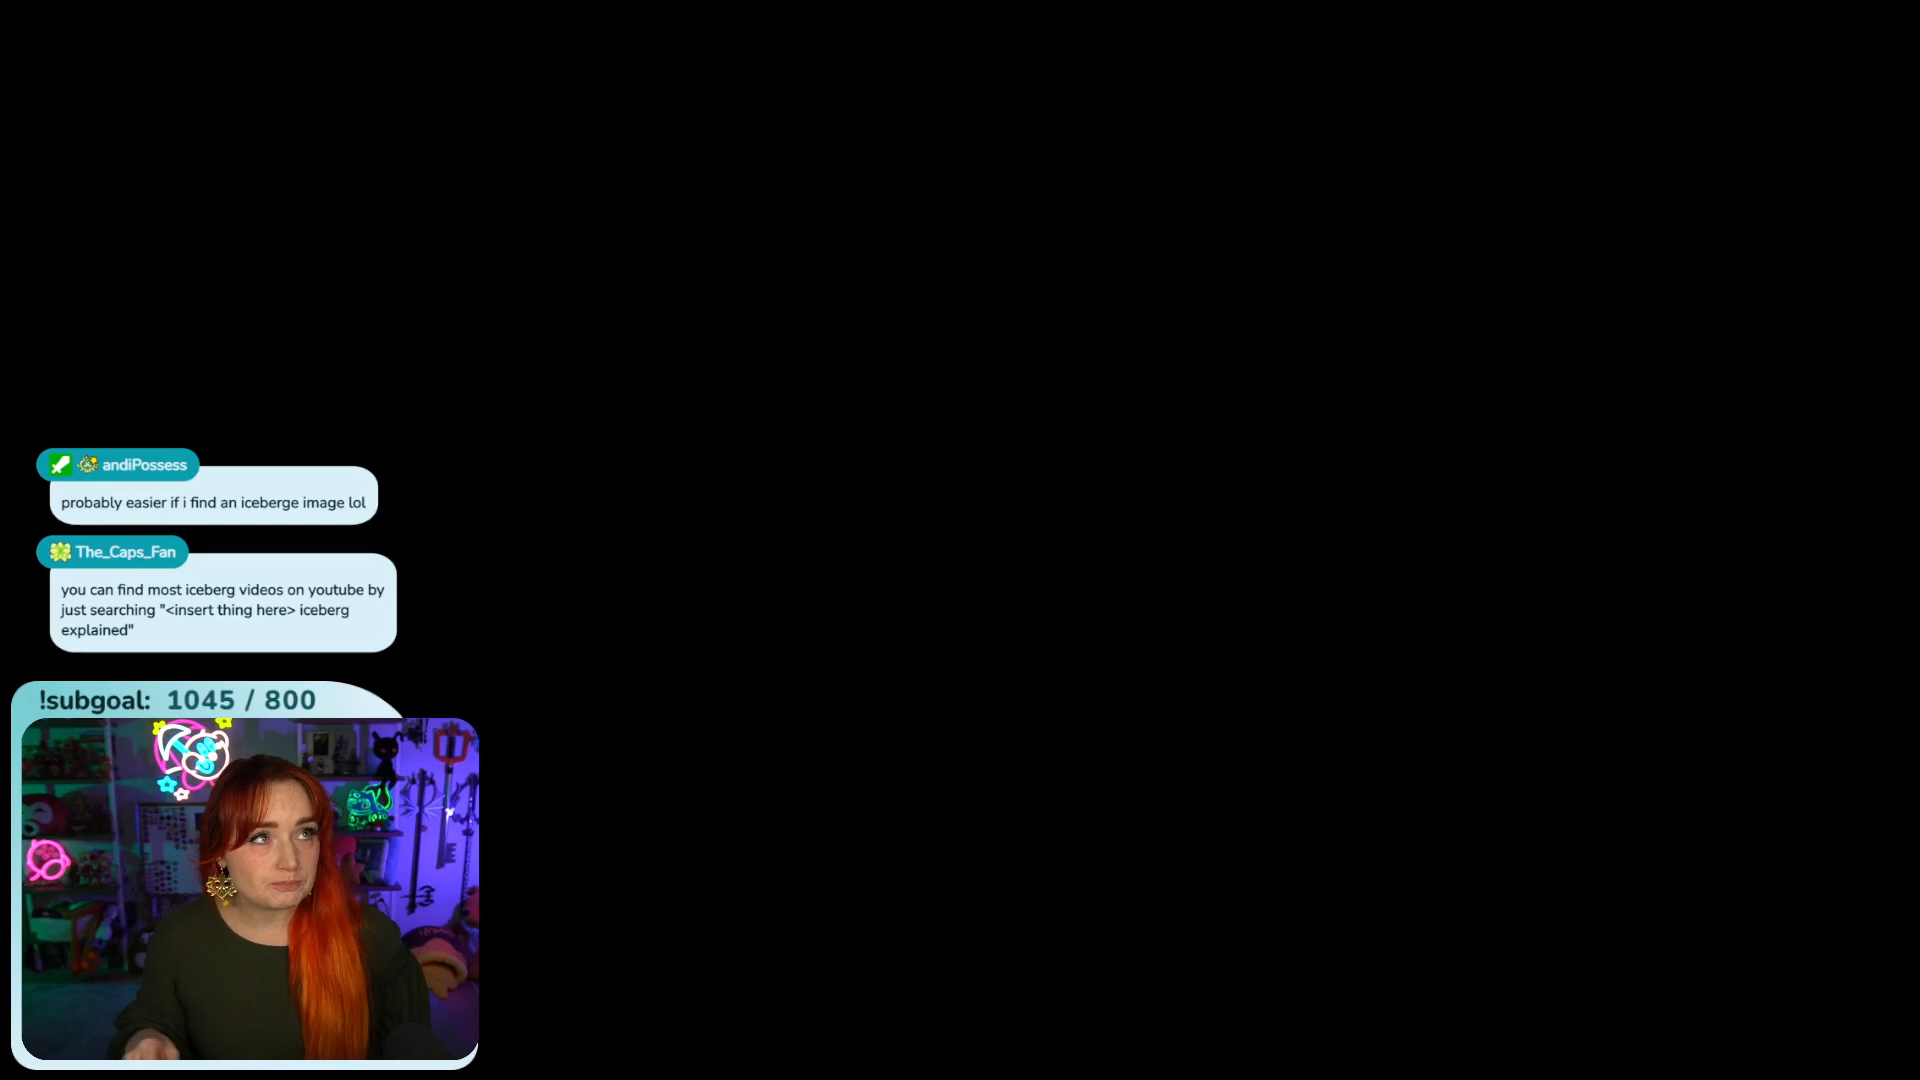 andiPossess
probably easier if i find an iceberge image lol
The_Caps_Fan
you can find most iceberg videos on youtube by
just searching "<insert thing here> iceberg
explained"
!subgoal: 1045 / 800